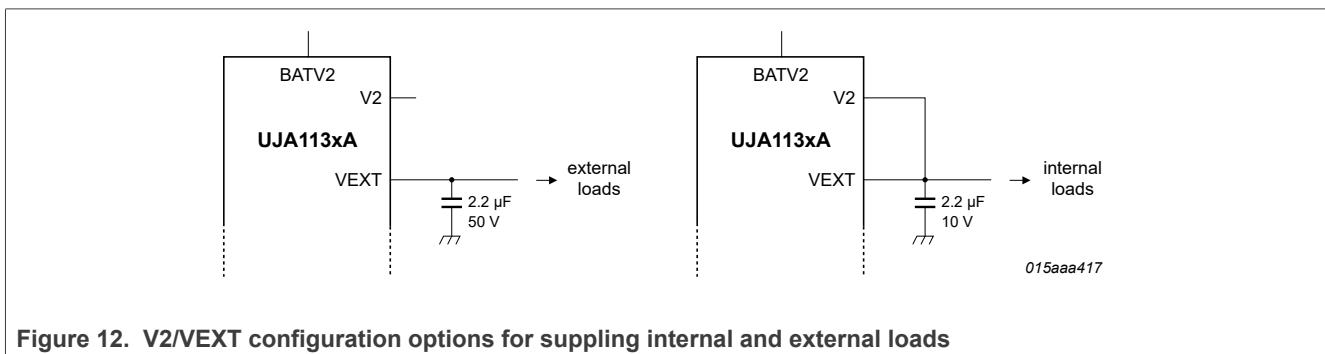 BATV2
V2
UJA113xA
VEXT
external
loads
2.2 µF
50 V
BATV2
V2
UJA113xA
VEXT
internal
loads
2.2 µF
10 V
015aaa417
Figure 12. V2/VEXT configuration options for suppling internal and external loads